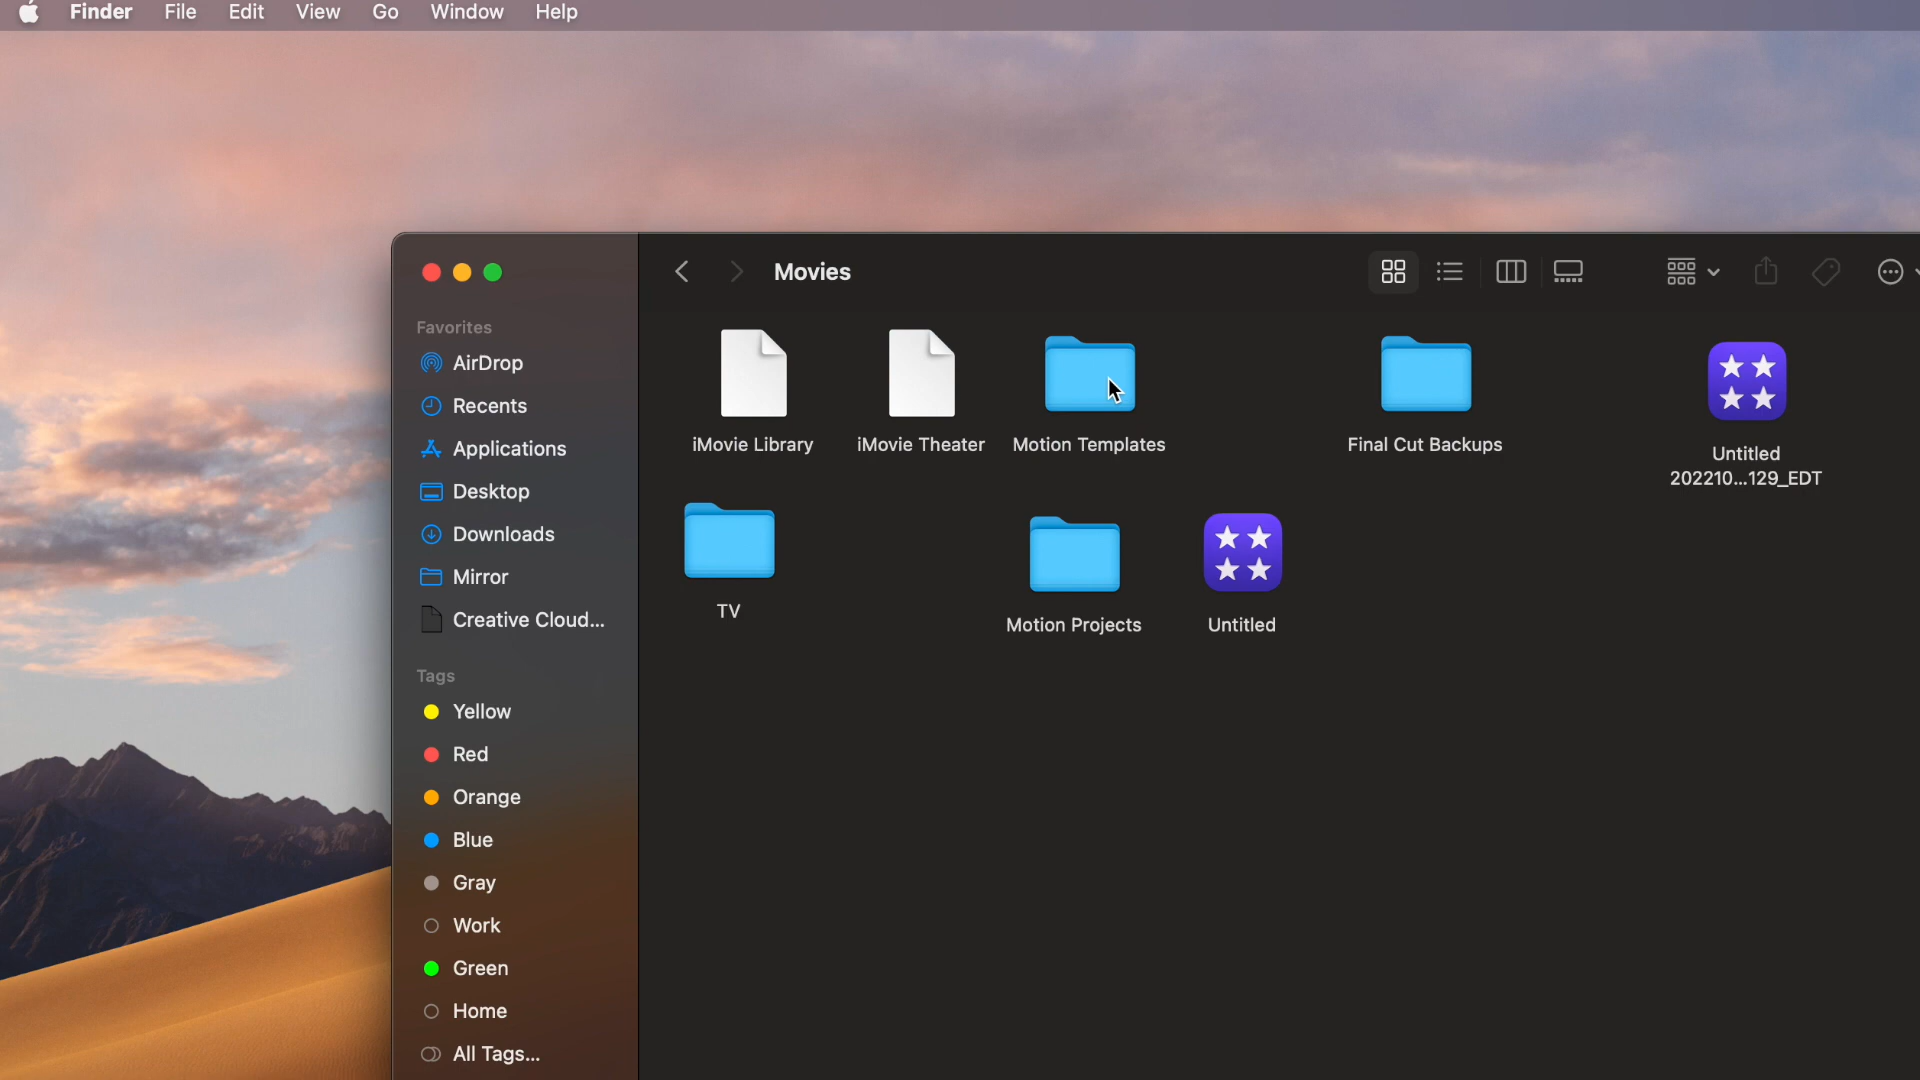 Finder File Edit View Go Window Help
Movies
Favorites
AirDrop
Recents
Applications
Desktop
Downloads
Mirror
Creative Cloud...
Tags
Yellow
Red
Orange
Blue
Gray
Work
Green
Home
All Tags...
iMovie Library
iMovie Theater
Motion Templates
Final Cut Backups
Untitled
202210...129_EDT
TV
Motion Projects
Untitled